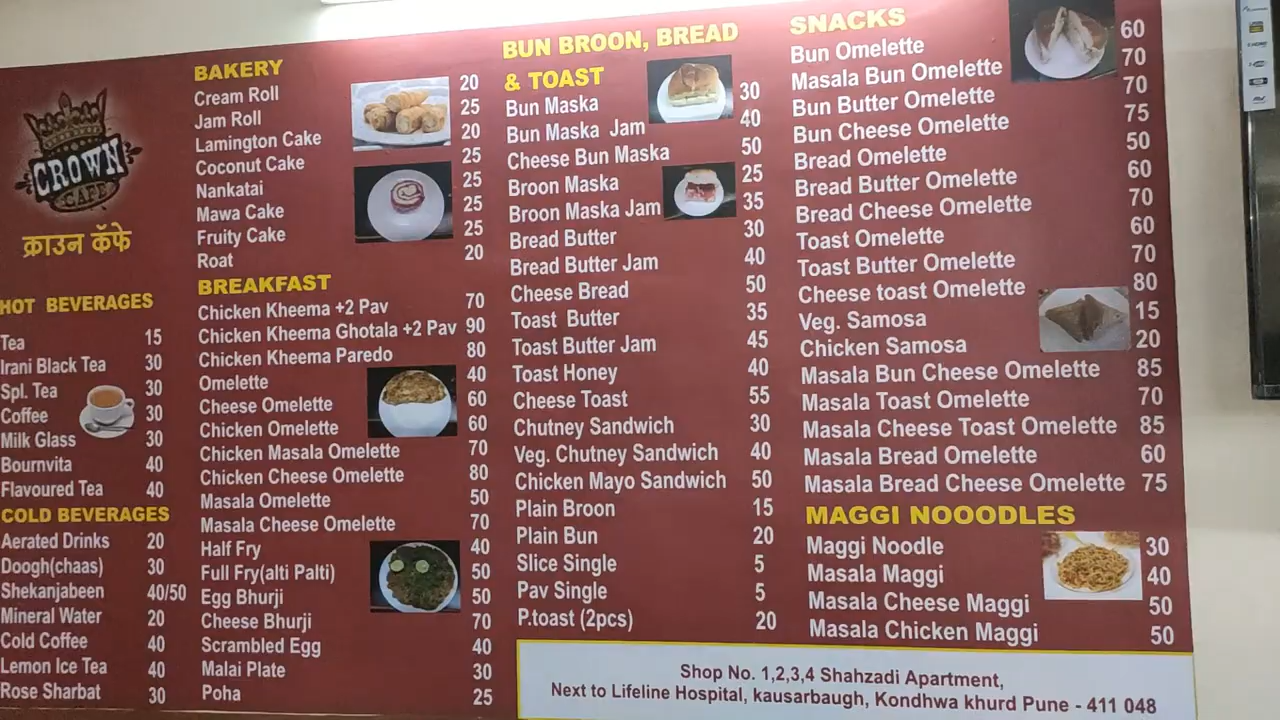 CROWN
CAFE
क्राउन कॅफे
HOT BEVERAGES
Tea 15
Irani Black Tea 30
Spl. Tea 30
Coffee 30
Milk Glass 30
Bournvita 40
Flavoured Tea 40
COLD BEVERAGES
Aerated Drinks 20
Doogh(chaas) 30
Shekanjabeen 40/50
Mineral Water 20
Cold Coffee 40
Lemon Ice Tea 40
Rose Sharbat 30
BAKERY
Cream Roll 20
Jam Roll 25
Lamington Cake 20
Coconut Cake 25
Nankatai 25
Mawa Cake 25
Fruity Cake 25
Roat 20
BREAKFAST
Chicken Kheema +2 Pav 70
Chicken Kheema Ghotala +2 Pav 90
Chicken Kheema Paredo 80
Omelette 40
Cheese Omelette 60
Chicken Omelette 60
Chicken Masala Omelette 70
Chicken Cheese Omelette 80
Masala Omelette 50
Masala Cheese Omelette 70
Half Fry 40
Full Fry(alti Palti) 50
Egg Bhurji 50
Cheese Bhurji 70
Scrambled Egg 40
Malai Plate 30
Poha 25
BUN BROON, BREAD
& TOAST
Bun Maska 30
Bun Maska Jam 40
Cheese Bun Maska 50
Broon Maska 25
Broon Maska Jam 35
Bread Butter 30
Bread Butter Jam 40
Cheese Bread 50
Toast Butter 35
Toast Butter Jam 45
Toast Honey 40
Cheese Toast 55
Chutney Sandwich 30
Veg. Chutney Sandwich 40
Chicken Mayo Sandwich 50
Plain Broon 15
Plain Bun 20
Slice Single 5
Pav Single 5
P.toast (2pcs) 20
SNACKS
Bun Omelette 60
Masala Bun Omelette 70
Bun Butter Omelette 70
Bun Cheese Omelette 75
Bread Omelette 50
Bread Butter Omelette 60
Bread Cheese Omelette 70
Toast Omelette 60
Toast Butter Omelette 70
Cheese toast Omelette 80
Veg. Samosa 15
Chicken Samosa 20
Masala Bun Cheese Omelette 85
Masala Toast Omelette 70
Masala Cheese Toast Omelette 85
Masala Bread Omelette 60
Masala Bread Cheese Omelette 75
MAGGI NOOODLES
Maggi Noodle 30
Masala Maggi 40
Masala Cheese Maggi 50
Masala Chicken Maggi 50
Shop No. 1,2,3,4 Shahzadi Apartment,
Next to Lifeline Hospital, kausarbaugh, Kondhwa khurd Pune - 411 048